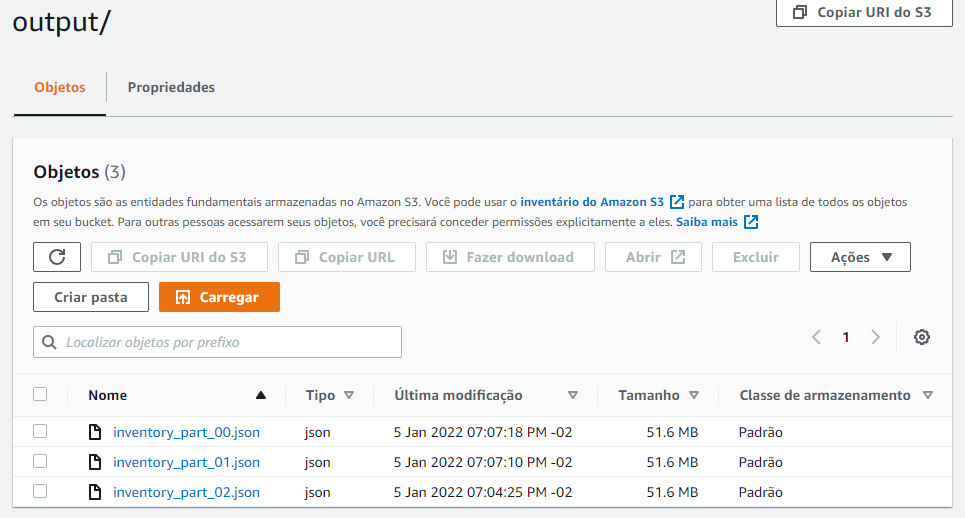 output/
Copiar URI do S3
Objetos
Propriedades
Objetos (3)
Os objetos são as entidades fundamentais armazenadas no Amazon S3. Você pode usar o inventário do Amazon S3 para obter uma lista de todos os objetos
em seu bucket. Para outras pessoas acessarem seus objetos, você precisará conceder permissões explicitamente a eles. Saiba mais
Copiar URI do S3
Copiar URL
Fazer download
Abrir
Excluir
Ações
Criar pasta
Carregar
Localizar objetos por prefixo
1
Nome Tipo Última modificação Tamanho Classe de armazenamento
inventory_part_00.json json 5 Jan 2022 07:07:18 PM -02 51.6 MB Padrão
inventory_part_01.json json 5 Jan 2022 07:07:10 PM -02 51.6 MB Padrão
inventory_part_02.json json 5 Jan 2022 07:04:25 PM -02 51.6 MB Padrão